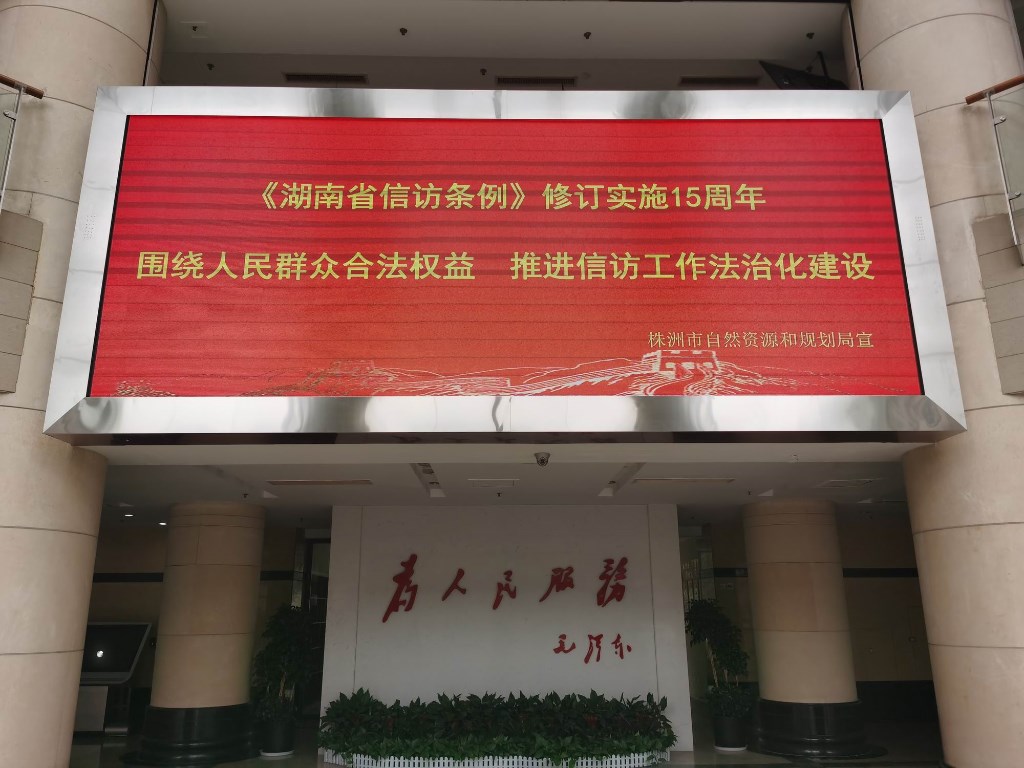 《湖南省信访条例》修订实施15周年
围绕人民群众合法权益 推进信访工作法治化建设
株洲市自然资源和规划局宣
为人民服务
毛泽东